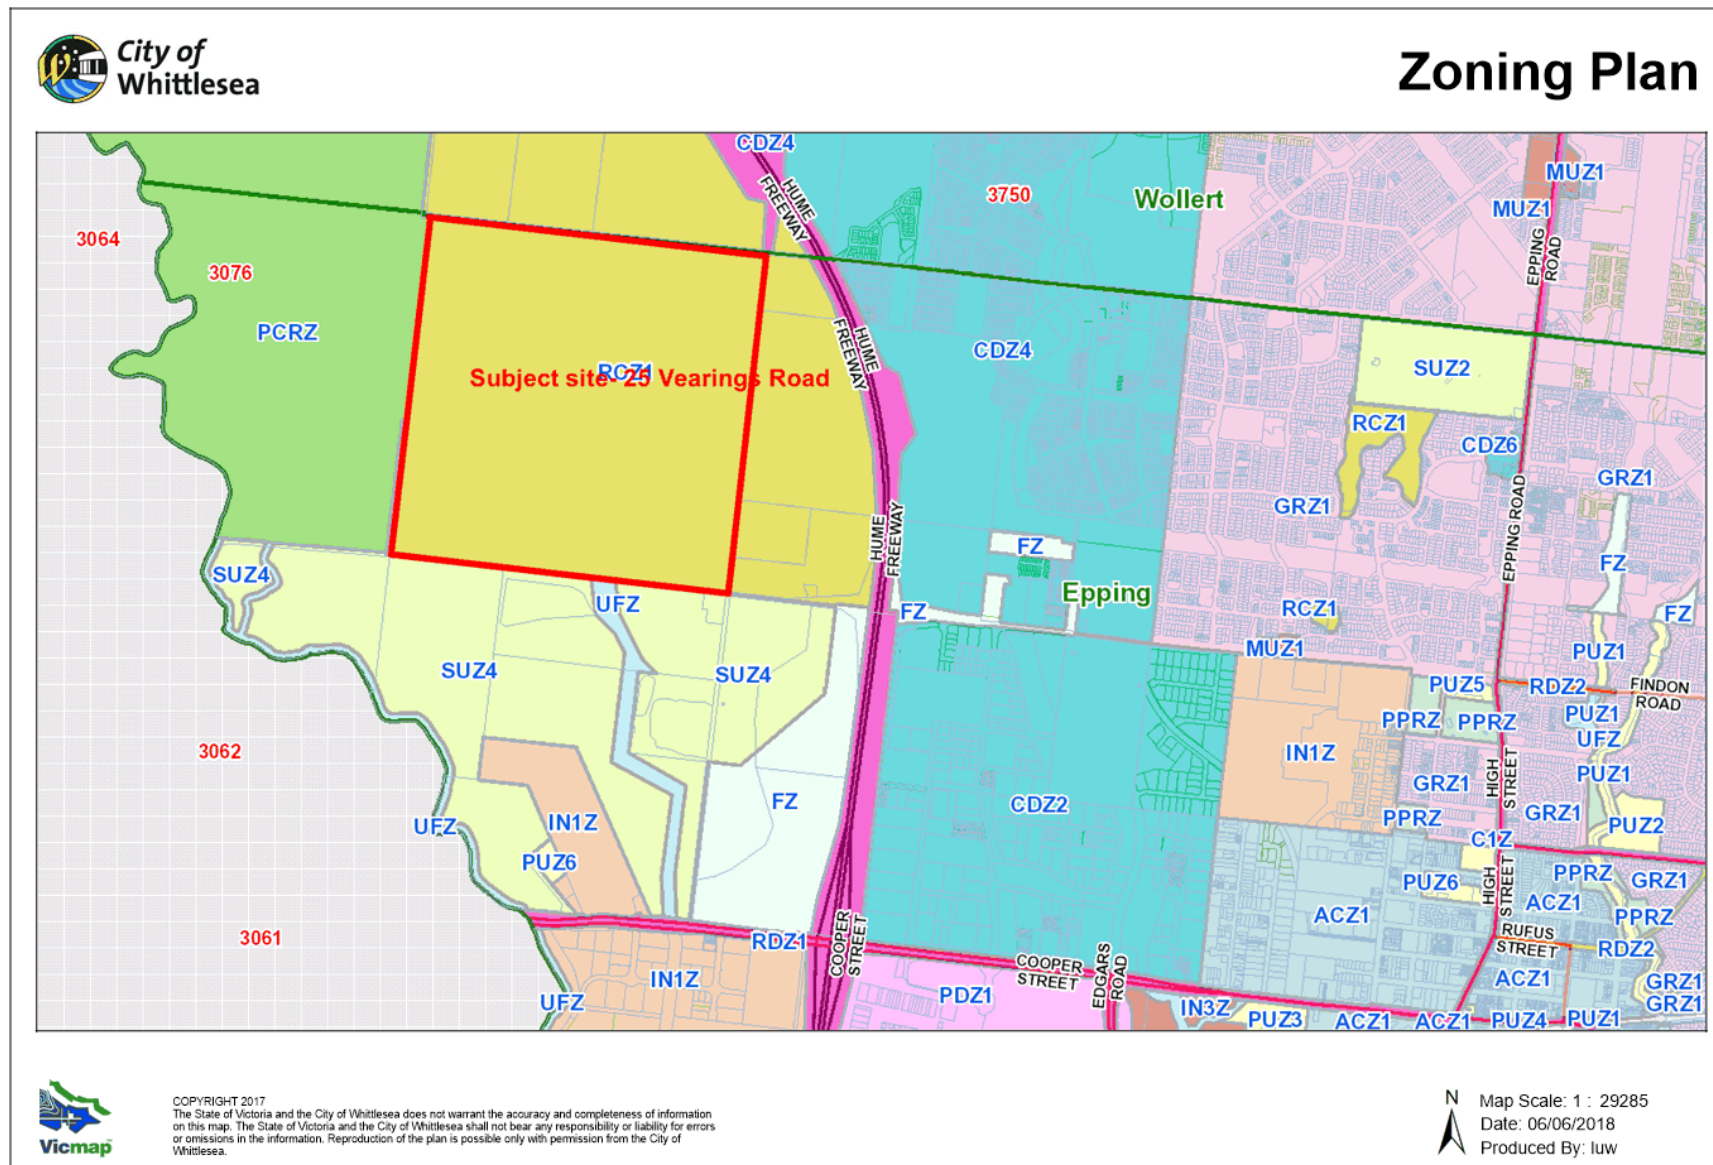 City of
Whittlesea
Zoning Plan
CDZ4
HUME
FREEWAY
3750
Wollert
MUZ1
MUZ1
EPPING
ROAD
3064
3076
PCRZ
RCZ1
Subject site- 25 Vearings Road
HUME
FREEWAY
CDZ4
SUZ2
RCZ1
CDZ6
GRZ1
GRZ1
EPPING ROAD
HUME
FREEWAY
FZ
FZ
SUZ4
UFZ
FZ
Epping
RCZ1
FZ
MUZ1
PUZ1
SUZ4
SUZ4
PUZ5
RDZ2
FINDON
ROAD
PPRZ
PPRZ
PUZ1
UFZ
3062
IN1Z
HIGH
STREET
PUZ1
GRZ1
FZ
CDZ2
GRZ1
UFZ
IN1Z
PPRZ
PUZ2
C1Z
PUZ6
PUZ6
HIGH
STREET
PPRZ
GRZ1
ACZ1
ACZ1
PPRZ
3061
RDZ1
COOPER
STREET
RUFUS
STREET
RDZ2
IN1Z
COOPER
STREET
EDGARS
ROAD
ACZ1
GRZ1
GRZ1
UFZ
PDZ1
IN3Z
PUZ3
ACZ1
ACZ1
PUZ4
PUZ1
Vicmap
COPYRIGHT 2017
The State of Victoria and the City of Whittlesea does not warrant the accuracy and completeness of information
on this map. The State of Victoria and the City of Whittlesea shall not bear any responsibility or liability for errors
or omissions in the information. Reproduction of the plan is possible only with permission from the City of
Whittlesea.
N
Map Scale: 1 : 29285
Date: 06/06/2018
Produced By: luw